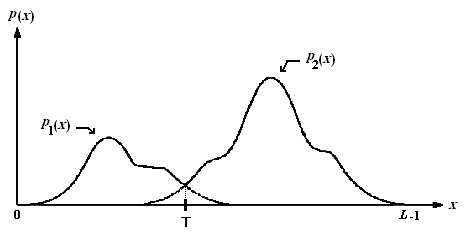 p(x)
p2(x)
p1(x)
0
T
L-1
x